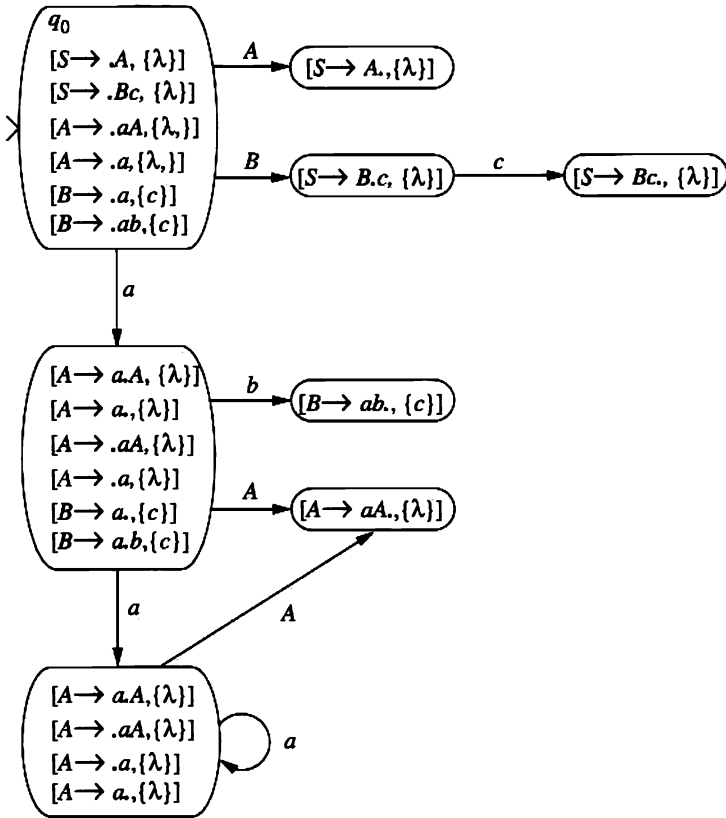 q₀
[S⟶ .A, {λ}]
[S⟶ .Bc, {λ}]
[A⟶ .aA,{λ,}]
[A⟶ .a,{λ,}]
[B⟶ .a,{c}]
[B⟶ .ab,{c}]
A
[S⟶ A.,{λ}]
B
[S⟶ B.c, {λ}]
c
[S⟶ Bc., {λ}]
a
[A⟶ a.A, {λ}]
[A⟶ a.,{λ}]
[A⟶ .aA,{λ}]
[A⟶ .a,{λ}]
[B⟶ a.,{c}]
[B⟶ a.b,{c}]
b
[B⟶ ab., {c}]
A
[A⟶ aA.,{λ}]
a
A
[A⟶ a.A,{λ}]
[A⟶ .aA,{λ}]
[A⟶ .a,{λ}]
[A⟶ a.,{λ}]
a